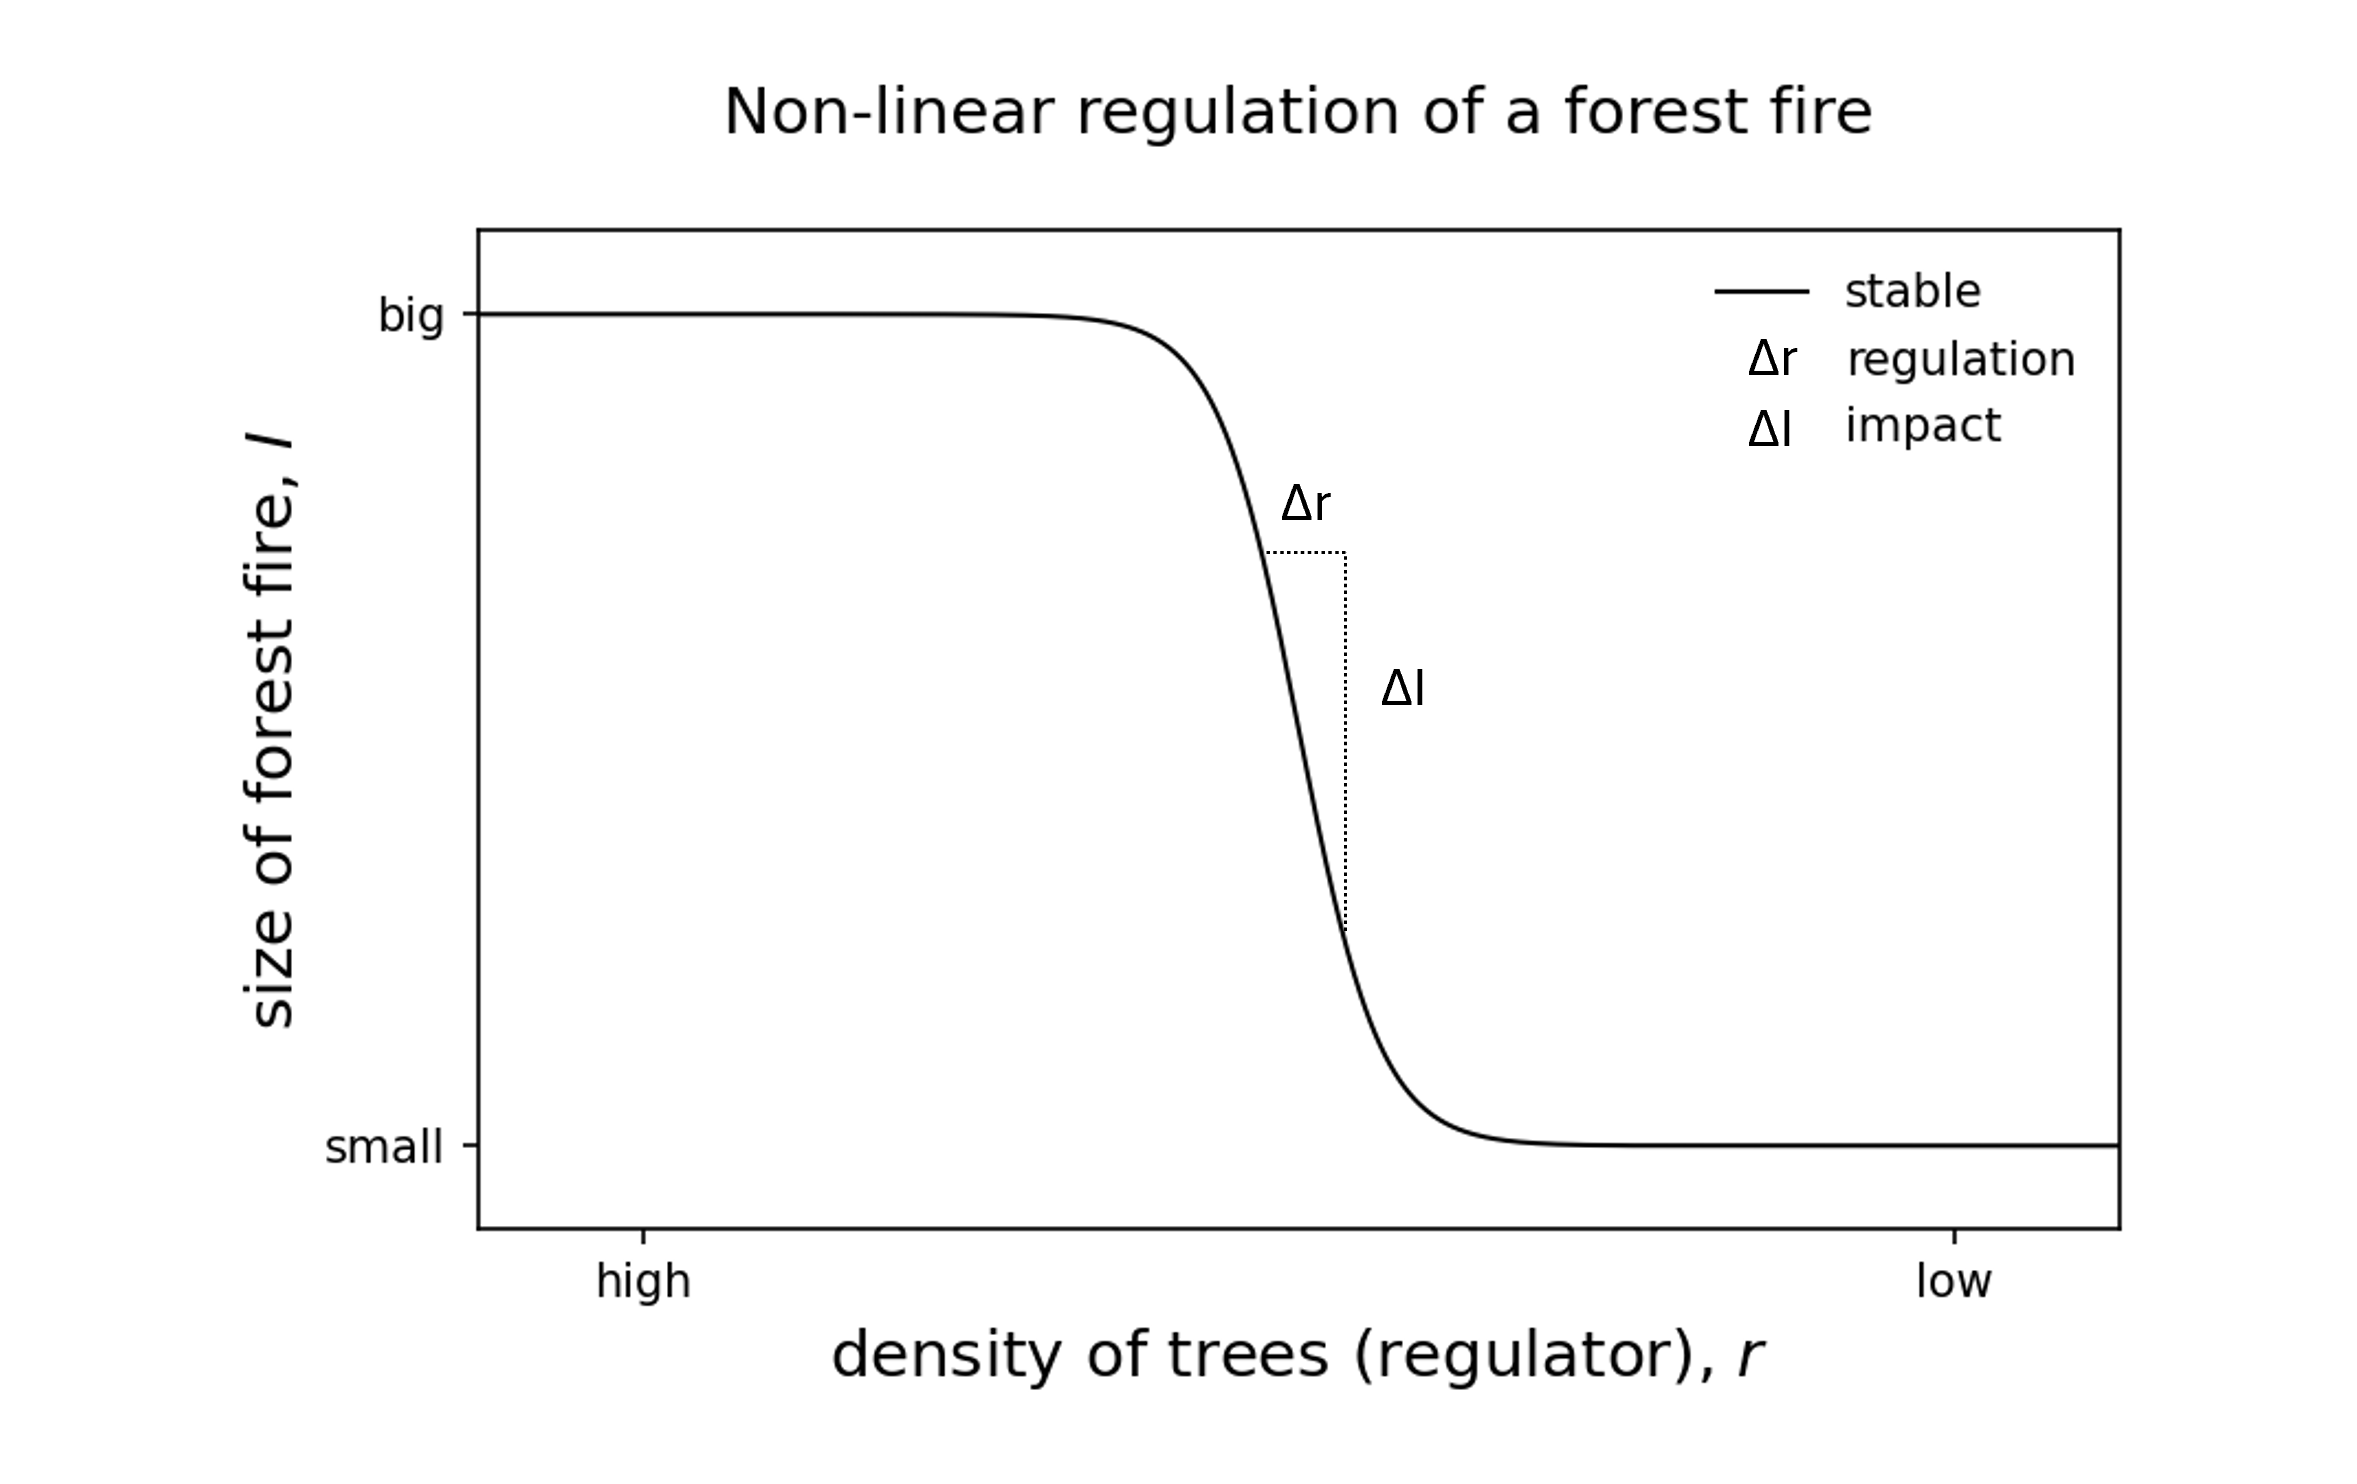 Non-linear regulation of a forest fire
stable
Δr regulation
ΔI impact
big
Δr
ΔI
size of forest fire, I
small
high
low
density of trees (regulator), r